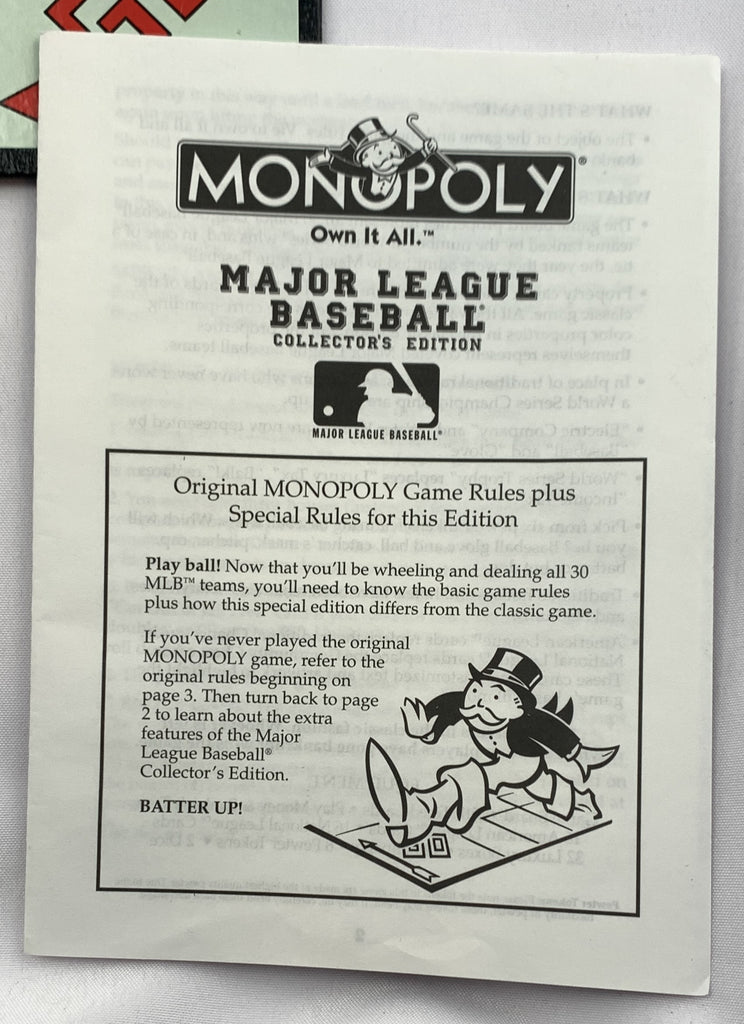 MONOPOLY®
Own It All.™
MAJOR LEAGUE
BASEBALL
COLLECTOR'S EDITION
MAJOR LEAGUE BASEBALL®
Original MONOPOLY Game Rules plus
Special Rules for this Edition
Play ball! Now that you'll be wheeling and dealing all 30
MLB™ teams, you'll need to know the basic game rules
plus how this special edition differs from the classic game.
If you've never played the original
MONOPOLY game, refer to the
original rules beginning on
page 3. Then turn back to page
2 to learn about the extra
features of the Major
League Baseball®
Collector's Edition.
BATTER UP!